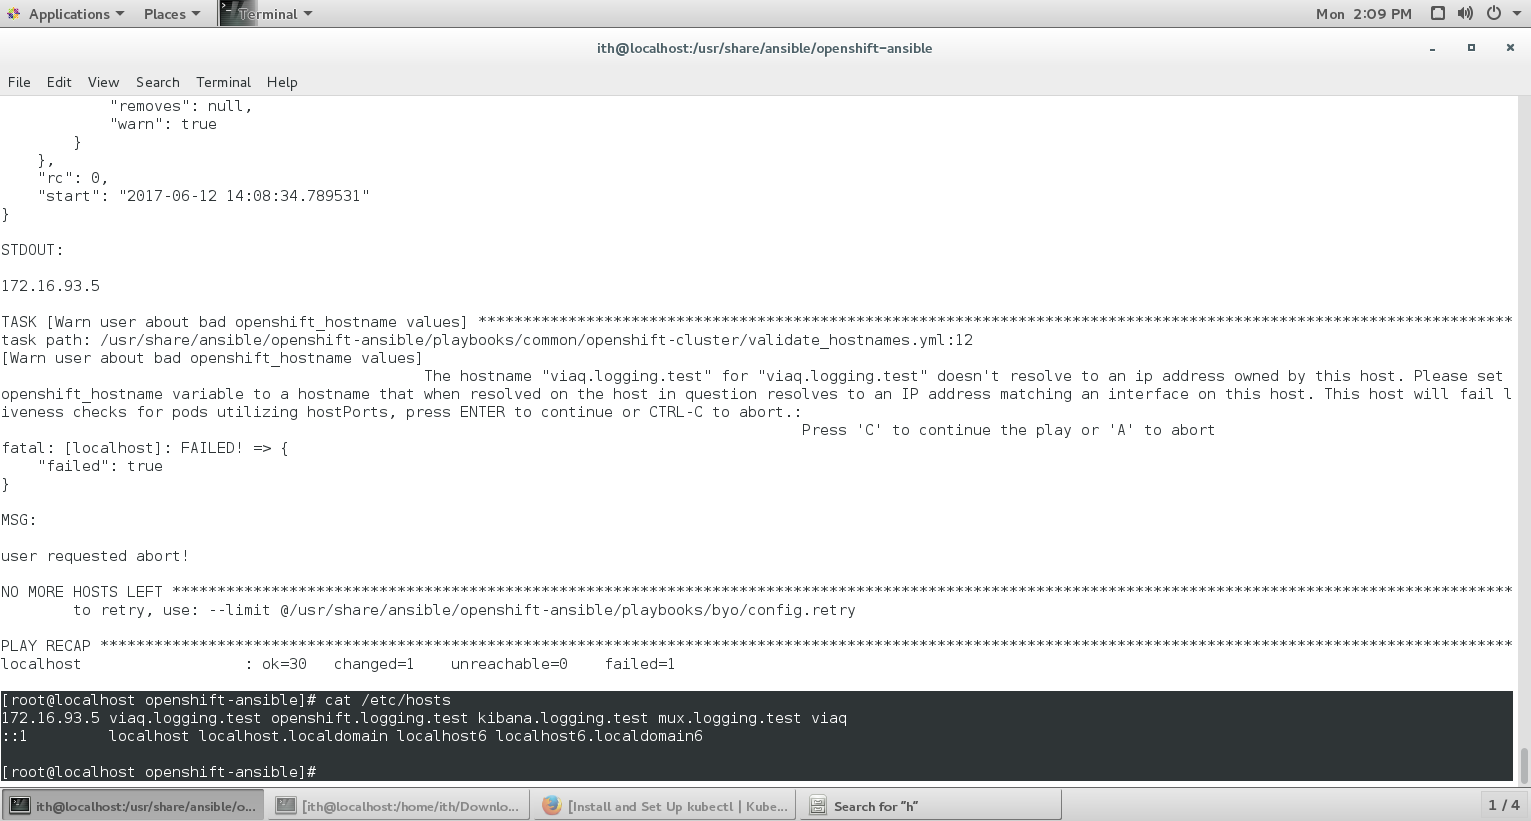 Applications Places Terminal Mon 2:09 PM
ith@localhost:/usr/share/ansible/openshift-ansible
File Edit View Search Terminal Help
"removes": null,
"warn": true
}
},
"rc": 0,
"start": "2017-06-12 14:08:34.789531"
}
STDOUT:
172.16.93.5
TASK [Warn user about bad openshift_hostname values] *******************************************************************************************************************
task path: /usr/share/ansible/openshift-ansible/playbooks/common/openshift-cluster/validate_hostnames.yml:12
[Warn user about bad openshift_hostname values]
The hostname "viaq.logging.test" for "viaq.logging.test" doesn't resolve to an ip address owned by this host. Please set
openshift_hostname variable to a hostname that when resolved on the host in question resolves to an IP address matching an interface on this host. This host will fail l
iveness checks for pods utilizing hostPorts, press ENTER to continue or CTRL-C to abort.:
Press 'C' to continue the play or 'A' to abort
fatal: [localhost]: FAILED! => {
"failed": true
}
MSG:
user requested abort!
NO MORE HOSTS LEFT *****************************************************************************************************************************************************
to retry, use: --limit @/usr/share/ansible/openshift-ansible/playbooks/byo/config.retry
PLAY RECAP *************************************************************************************************************************************************************
localhost : ok=30 changed=1 unreachable=0 failed=1
[root@localhost openshift-ansible]# cat /etc/hosts
172.16.93.5 viaq.logging.test openshift.logging.test kibana.logging.test mux.logging.test viaq
::1 localhost localhost.localdomain localhost6 localhost6.localdomain6
[root@localhost openshift-ansible]#
ith@localhost:/usr/share/ansible/o... [ith@localhost:/home/ith/Downlo... [Install and Set Up kubectl | Kube... Search for “h” 1 / 4